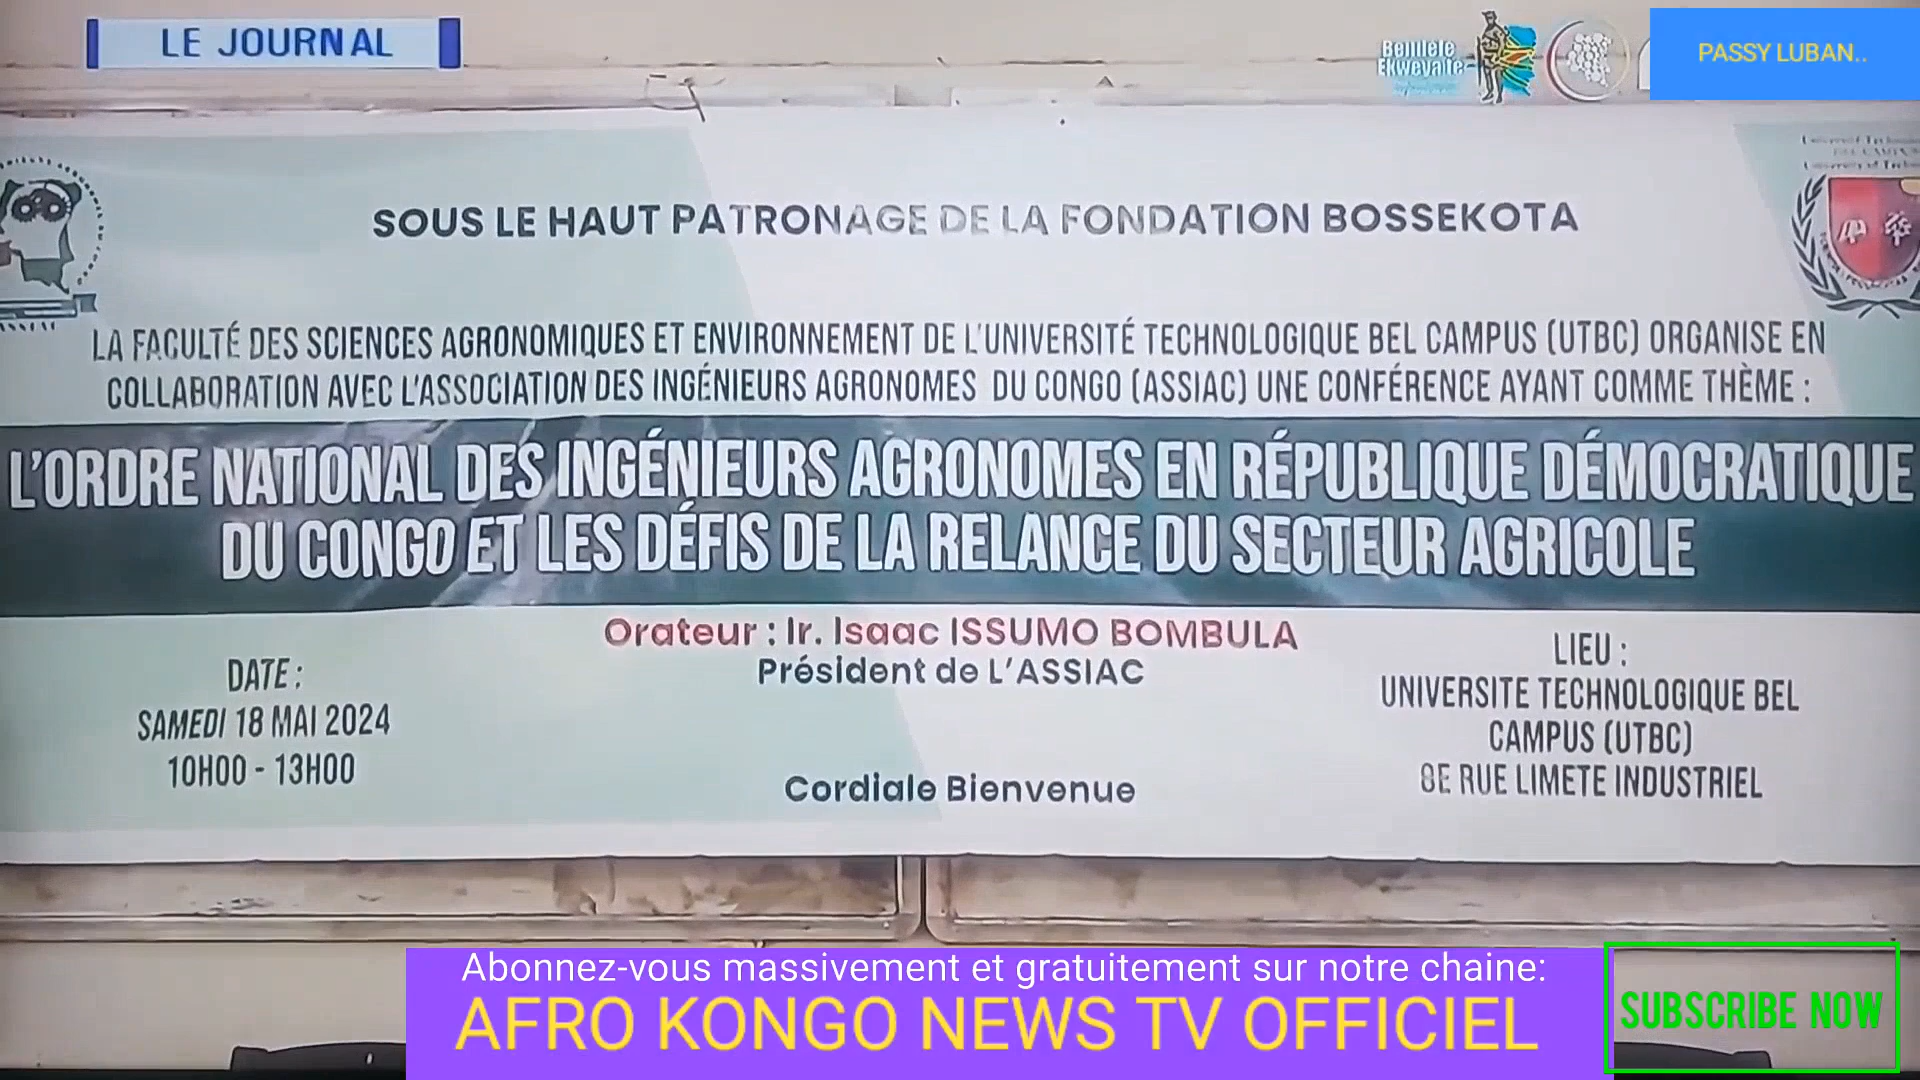 LE JOURNAL
PASSY LUBAN..
SOUS LE HAUT PATRONAGE DE LA FONDATION BOSSEKOTA
LA FACULTÉ DES SCIENCES AGRONOMIQUES ET ENVIRONNEMENT DE L'UNIVERSITÉ TECHNOLOGIQUE BEL CAMPUS (UTBC) ORGANISE EN
COLLABORATION AVEC L'ASSOCIATION DES INGÉNIEURS AGRONOMES DU CONGO (ASSIAC) UNE CONFÉRENCE AYANT COMME THÈME :
L'ORDRE NATIONAL DES INGÉNIEURS AGRONOMES EN RÉPUBLIQUE DÉMOCRATIQUE
DU CONGO ET LES DÉFIS DE LA RELANCE DU SECTEUR AGRICOLE
Orateur : Ir. Isaac ISSUMO BOMBULA
Président de L'ASSIAC
DATE :
SAMEDI 18 MAI 2024
10H00 - 13H00
LIEU :
UNIVERSITE TECHNOLOGIQUE BEL
CAMPUS (UTBC)
8E RUE LIMETE INDUSTRIEL
Cordiale Bienvenue
Abonnez-vous massivement et gratuitement sur notre chaine:
AFRO KONGO NEWS TV OFFICIEL
SUBSCRIBE NOW